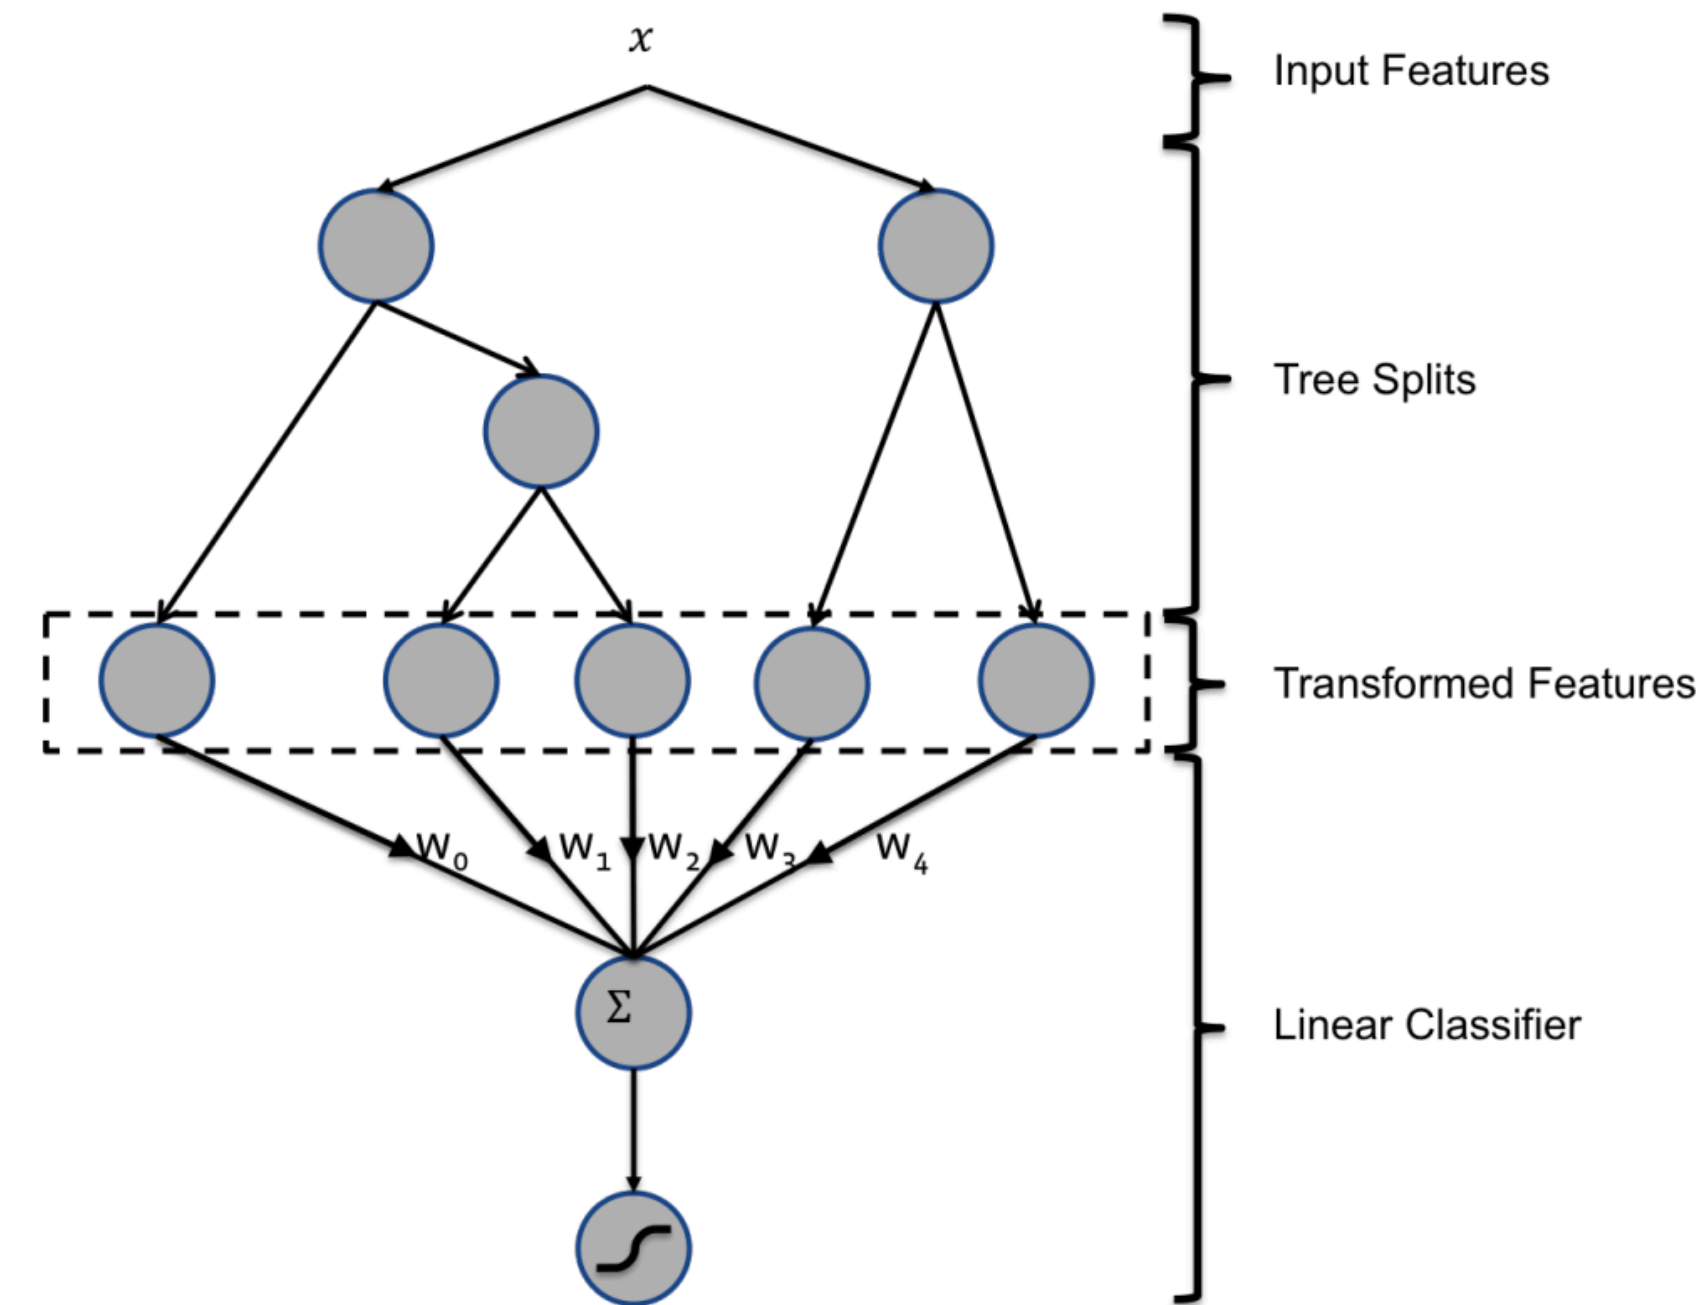 x
Input Features
Tree Splits
Transformed Features
w₀ w₁ w₂ w₃ w₄
Σ
Linear Classifier